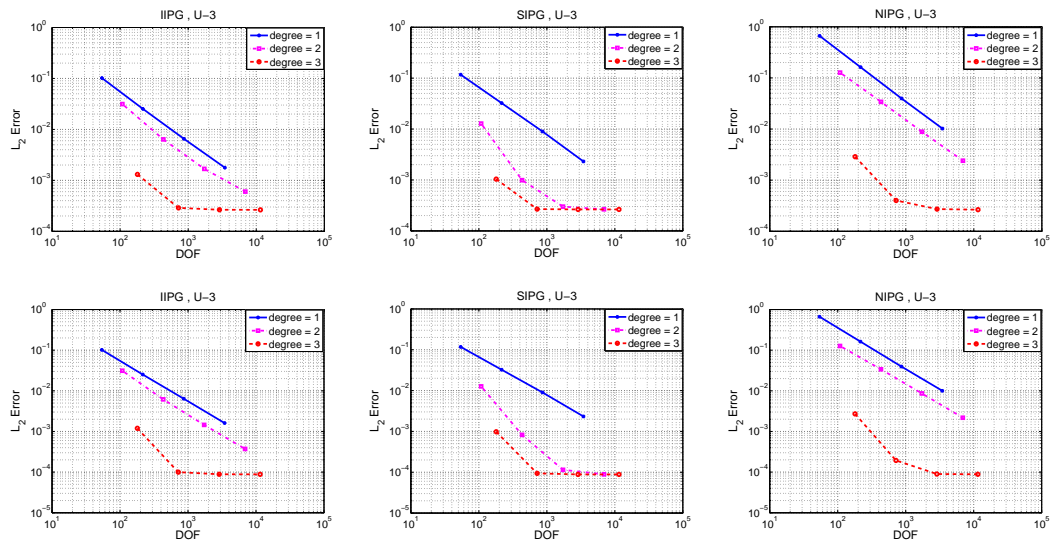 IIPG , U−3
10^0
10^−1
10^−2
10^−3
10^−4
L_2 Error
degree = 1
degree = 2
degree = 3
10^1 10^2 10^3 10^4 10^5
DOF
SIPG , U−3
10^0
10^−1
10^−2
10^−3
10^−4
L_2 Error
degree = 1
degree = 2
degree = 3
10^1 10^2 10^3 10^4 10^5
DOF
NIPG , U−3
10^0
10^−1
10^−2
10^−3
10^−4
L_2 Error
degree = 1
degree = 2
degree = 3
10^1 10^2 10^3 10^4 10^5
DOF
IIPG , U−3
10^0
10^−1
10^−2
10^−3
10^−4
10^−5
L_2 Error
degree = 1
degree = 2
degree = 3
10^1 10^2 10^3 10^4 10^5
DOF
SIPG , U−3
10^0
10^−1
10^−2
10^−3
10^−4
10^−5
L_2 Error
degree = 1
degree = 2
degree = 3
10^1 10^2 10^3 10^4 10^5
DOF
NIPG , U−3
10^0
10^−1
10^−2
10^−3
10^−4
10^−5
L_2 Error
degree = 1
degree = 2
degree = 3
10^1 10^2 10^3 10^4 10^5
DOF